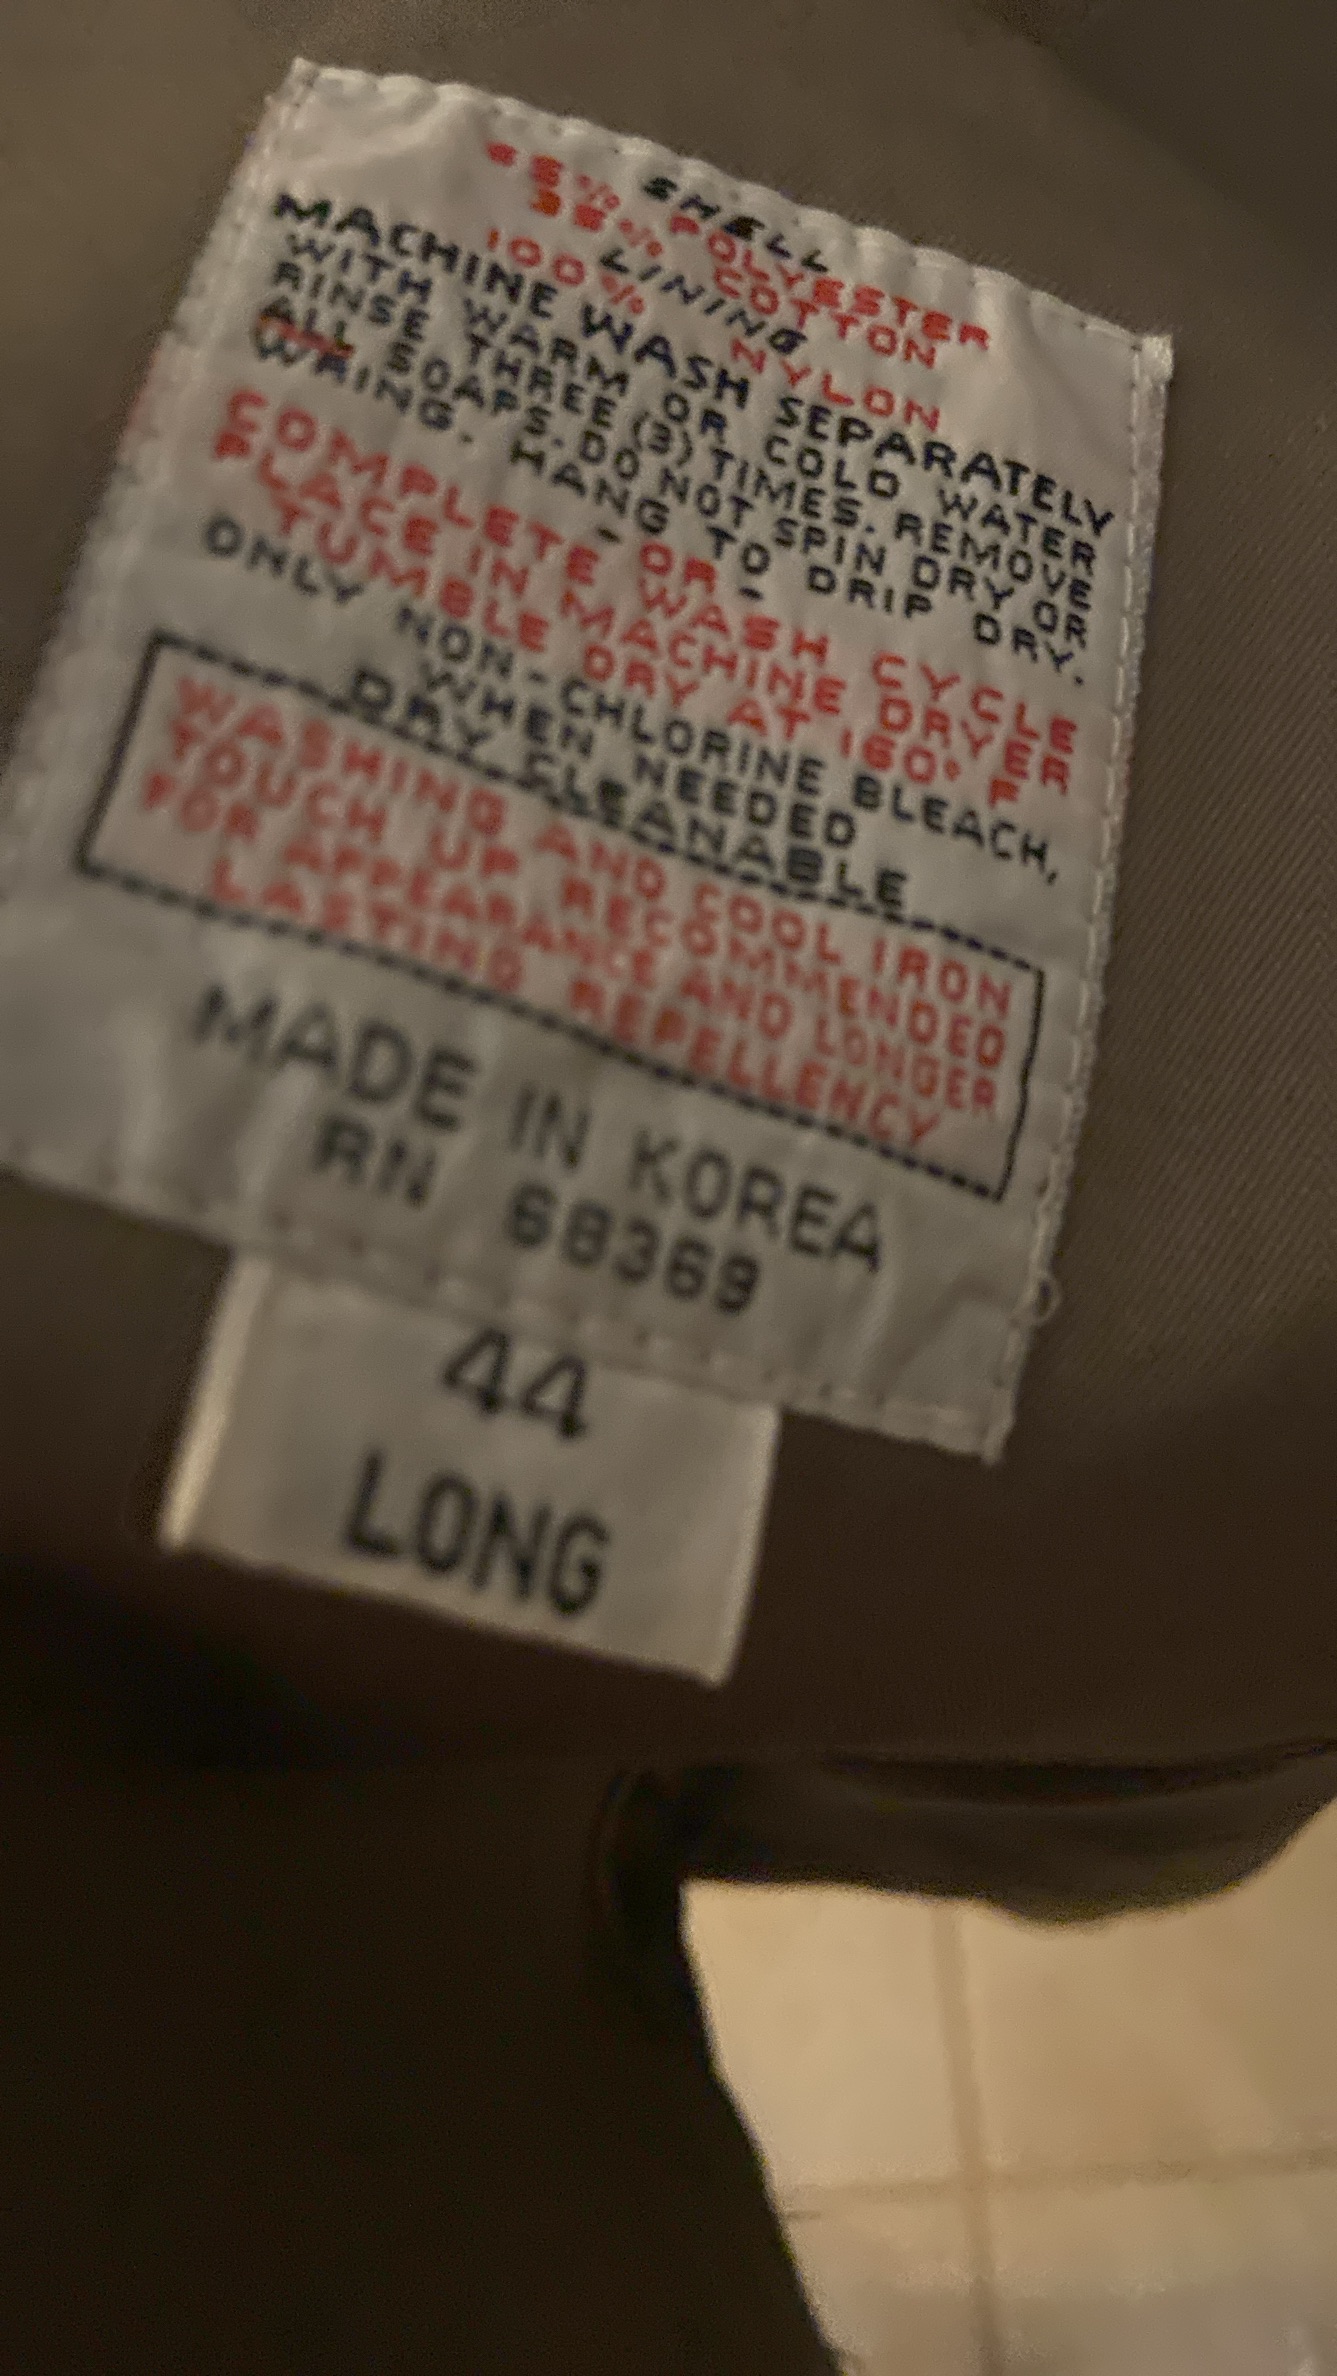 SHELL
65% POLYESTER
35% COTTON
LINING
100% NYLON
MACHINE WASH SEPARATELY
WITH WARM OR COLD WATER
RINSE THREE (3) TIMES. REMOVE
ALL SOAPS. DO NOT SPIN DRY OR
WRING. HANG TO DRIP DRY.
- OR -
COMPLETE WASH CYCLE
PLACE IN MACHINE DRYER
TUMBLE DRY AT 160° F
ONLY NON-CHLORINE BLEACH,
WHEN NEEDED
DRY CLEANABLE
WASHING AND COOL IRON
TOUCH UP RECOMMENDED
FOR APPEARANCE AND LONGER
LASTING REPELLENCY
MADE IN KOREA
RN 68369
44
LONG